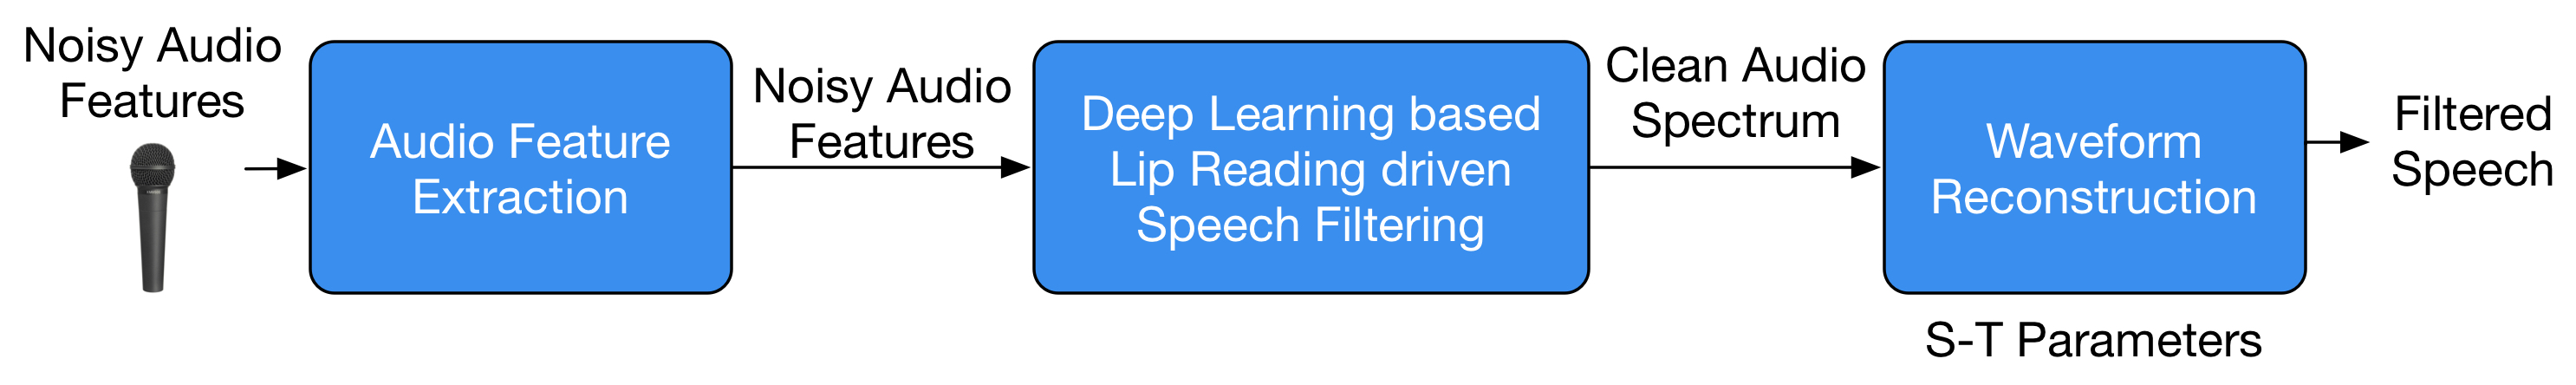 Noisy Audio
Features
Audio Feature
Extraction
Noisy Audio
Features
Deep Learning based
Lip Reading driven
Speech Filtering
Clean Audio
Spectrum
Waveform
Reconstruction
S-T Parameters
Filtered
Speech